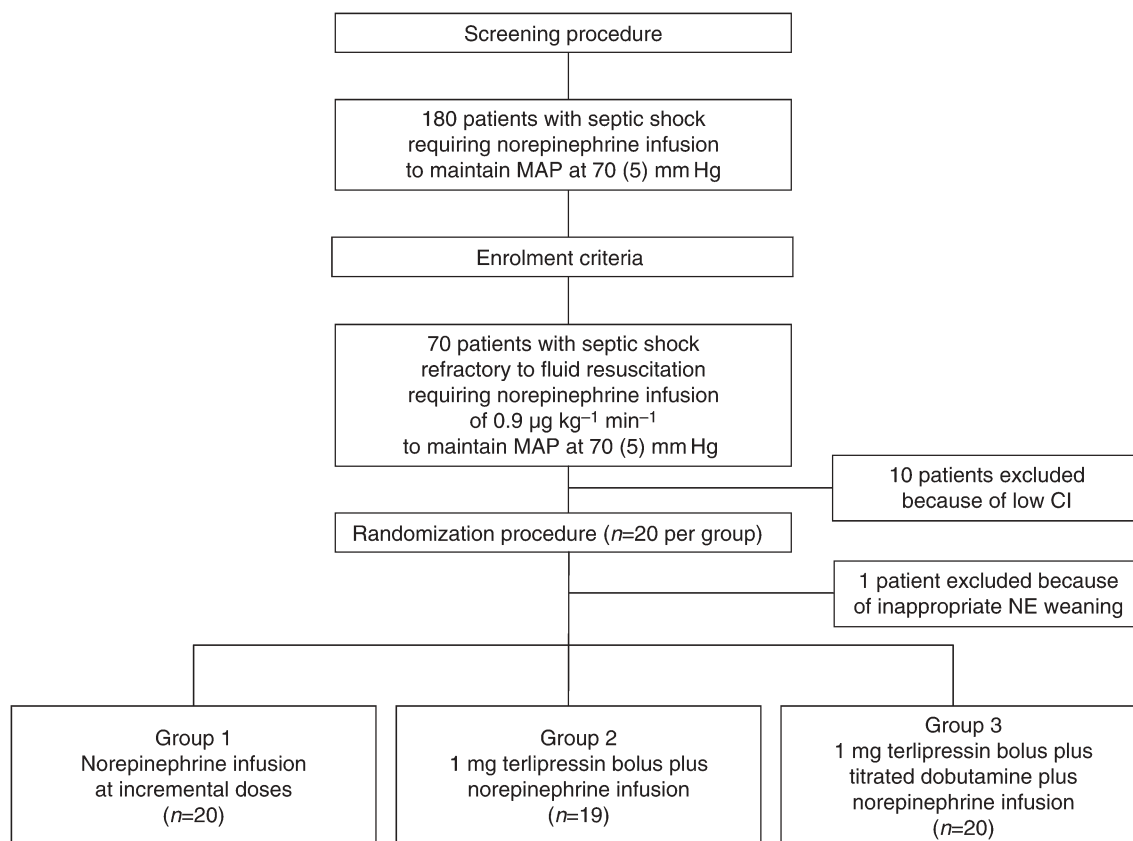 Screening procedure
180 patients with septic shock
requiring norepinephrine infusion
to maintain MAP at 70 (5) mm Hg
Enrolment criteria
70 patients with septic shock
refractory to fluid resuscitation
requiring norepinephrine infusion
of 0.9 µg kg⁻¹ min⁻¹
to maintain MAP at 70 (5) mm Hg
10 patients excluded
because of low CI
Randomization procedure (n=20 per group)
1 patient excluded because
of inappropriate NE weaning
Group 1
Norepinephrine infusion
at incremental doses
(n=20)
Group 2
1 mg terlipressin bolus plus
norepinephrine infusion
(n=19)
Group 3
1 mg terlipressin bolus plus
titrated dobutamine plus
norepinephrine infusion
(n=20)